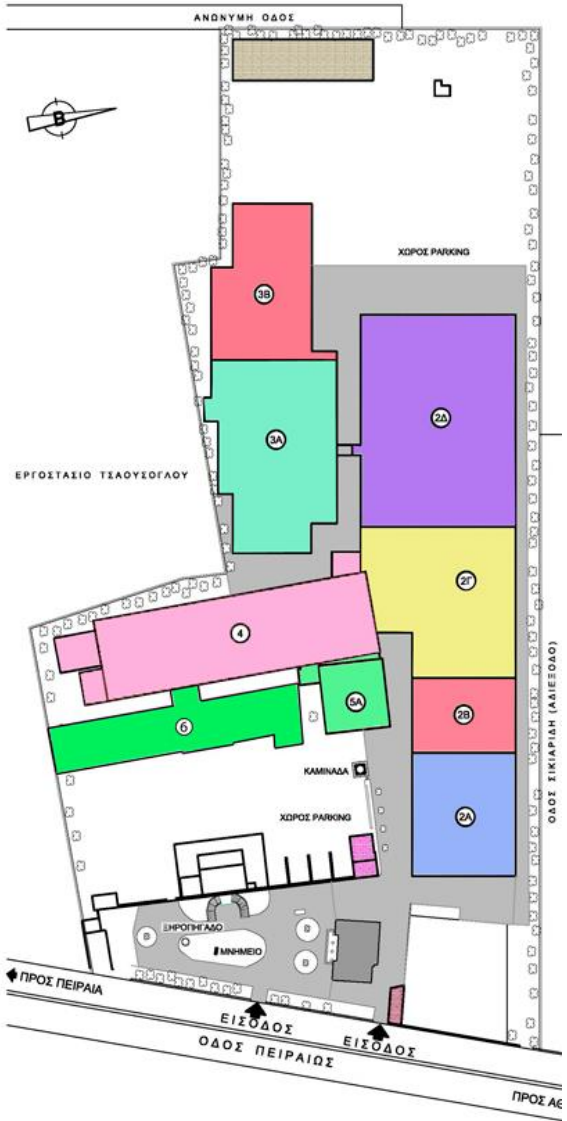 ΑΝΩΝΥΜΗ ΟΔΟΣ
Β
ΧΩΡΟΣ PARKING
3Β
2Δ
3Α
ΕΡΓΟΣΤΑΣΙΟ ΤΣΑΟΥΣΟΓΛΟΥ
2Γ
4
5Α
2Β
6
ΟΔΟΣ ΣΙΚΙΑΡΙΔΗ (ΑΔΙΕΞΟΔΟ)
ΚΑΜΙΝΑΔΑ
ΧΩΡΟΣ PARKING
2Α
ΞΗΡΟΠΗΓΑΔΟ
ΜΝΗΜΕΙΟ
ΠΡΟΣ ΠΕΙΡΑΙΑ
ΕΙΣΟΔΟΣ
ΕΙΣΟΔΟΣ
ΟΔΟΣ ΠΕΙΡΑΙΩΣ
ΠΡΟΣ ΑΘ